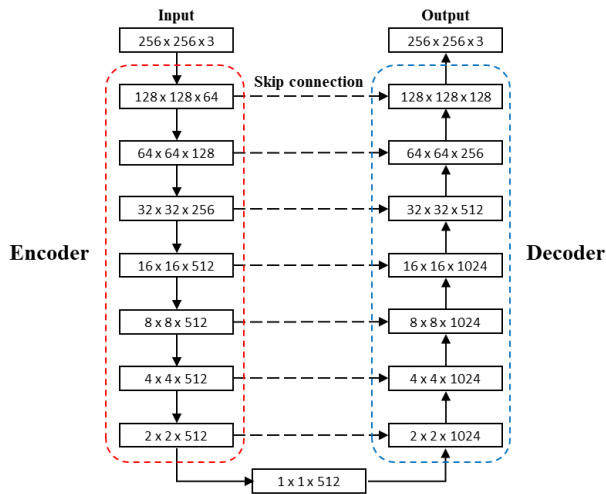 Input
Output
256 x 256 x 3
256 x 256 x 3
Skip connection
128 x 128 x 64
128 x 128 x 128
64 x 64 x 128
64 x 64 x 256
32 x 32 x 256
32 x 32 x 512
Encoder
Decoder
16 x 16 x 512
16 x 16 x 1024
8 x 8 x 512
8 x 8 x 1024
4 x 4 x 512
4 x 4 x 1024
2 x 2 x 512
2 x 2 x 1024
1 x 1 x 512